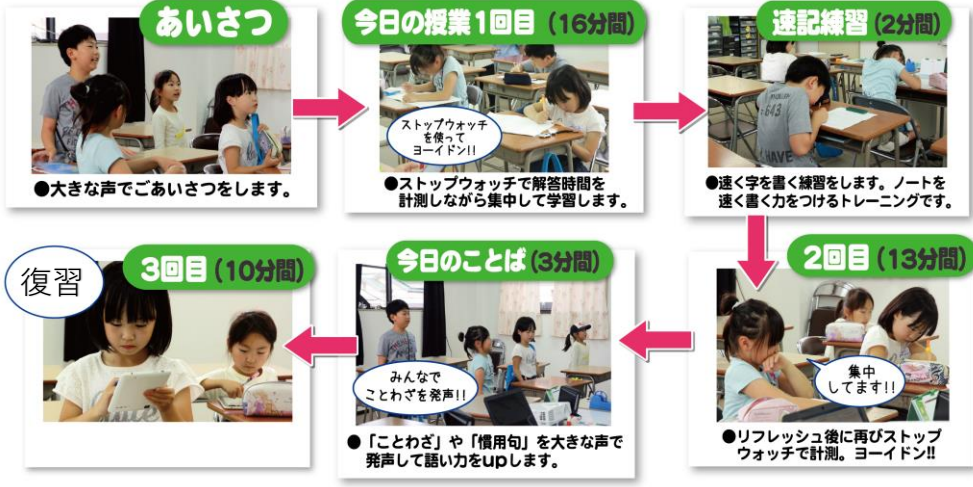 あいさつ
●大きな声でごあいさつをします。
今日の授業1回目(16分間)
ストップウォッチ
を使って
ヨーイドン!!
●ストップウォッチで解答時間を
計測しながら集中して学習します。
速記練習(2分間)
●速く字を書く練習をします。ノートを
速く書く力をつけるトレーニングです。
2回目(13分間)
集中
してます!!
●リフレッシュ後に再びストップ
ウォッチで計測。ヨーイドン!!
今日のことば(3分間)
みんなで
ことわざを発声!!
●「ことわざ」や「慣用句」を大きな声で
発声して語い力をupします。
3回目(10分間)
復習